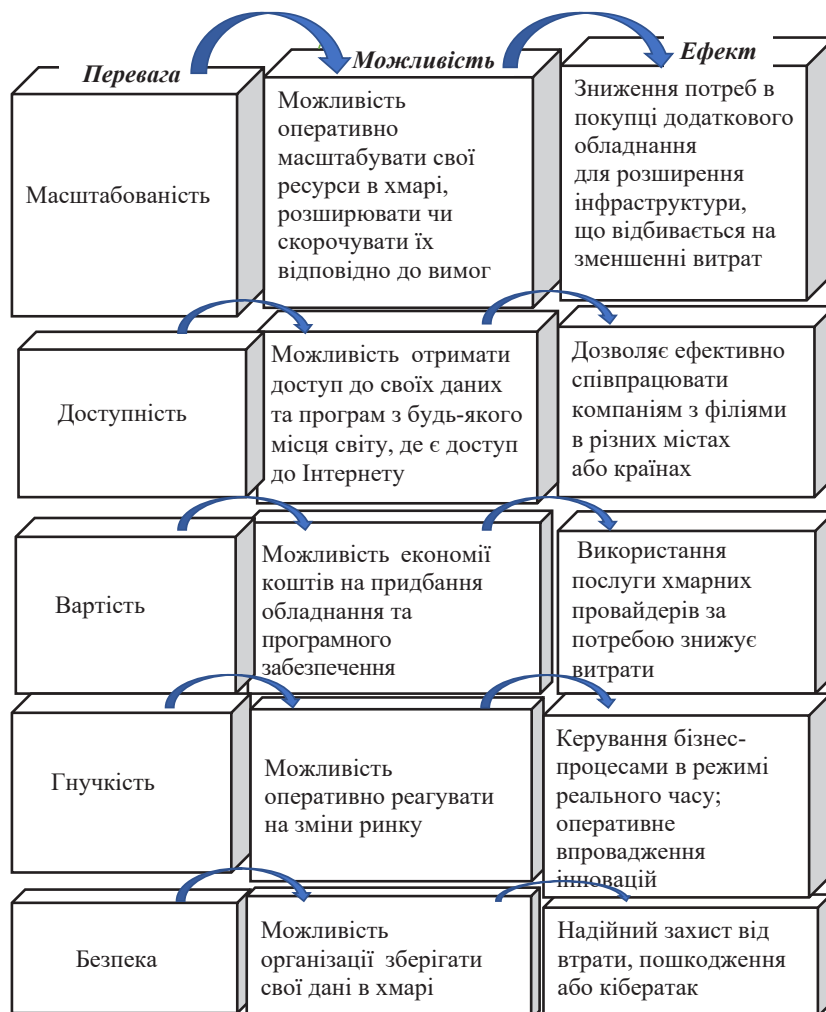 Перевага
Можливість
Ефект
Масштабованість
Можливість
оперативно
масштабувати свої
ресурси в хмарі,
розширювати чи
скорочувати їх
відповідно до вимог
Зниження потреб в
покупці додаткового
обладнання
для розширення
інфраструктури,
що відбивається на
зменшенні витрат
Доступність
Можливість отримати
доступ до своїх даних
та програм з будь-якого
місця світу, де є доступ
до Інтернету
Дозволяє ефективно
співпрацювати
компаніям з філіями
в різних містах
або країнах
Вартість
Можливість економії
коштів на придбання
обладнання та
програмного
забезпечення
Використання
послуги хмарних
провайдерів за
потребою знижує
витрати
Гнучкість
Можливість
оперативно реагувати
на зміни ринку
Керування бізнес-
процесами в режимі
реального часу;
оперативне
впровадження
інновацій
Безпека
Можливість
організації зберігати
свої дані в хмарі
Надійний захист від
втрати, пошкодження
або кібератак